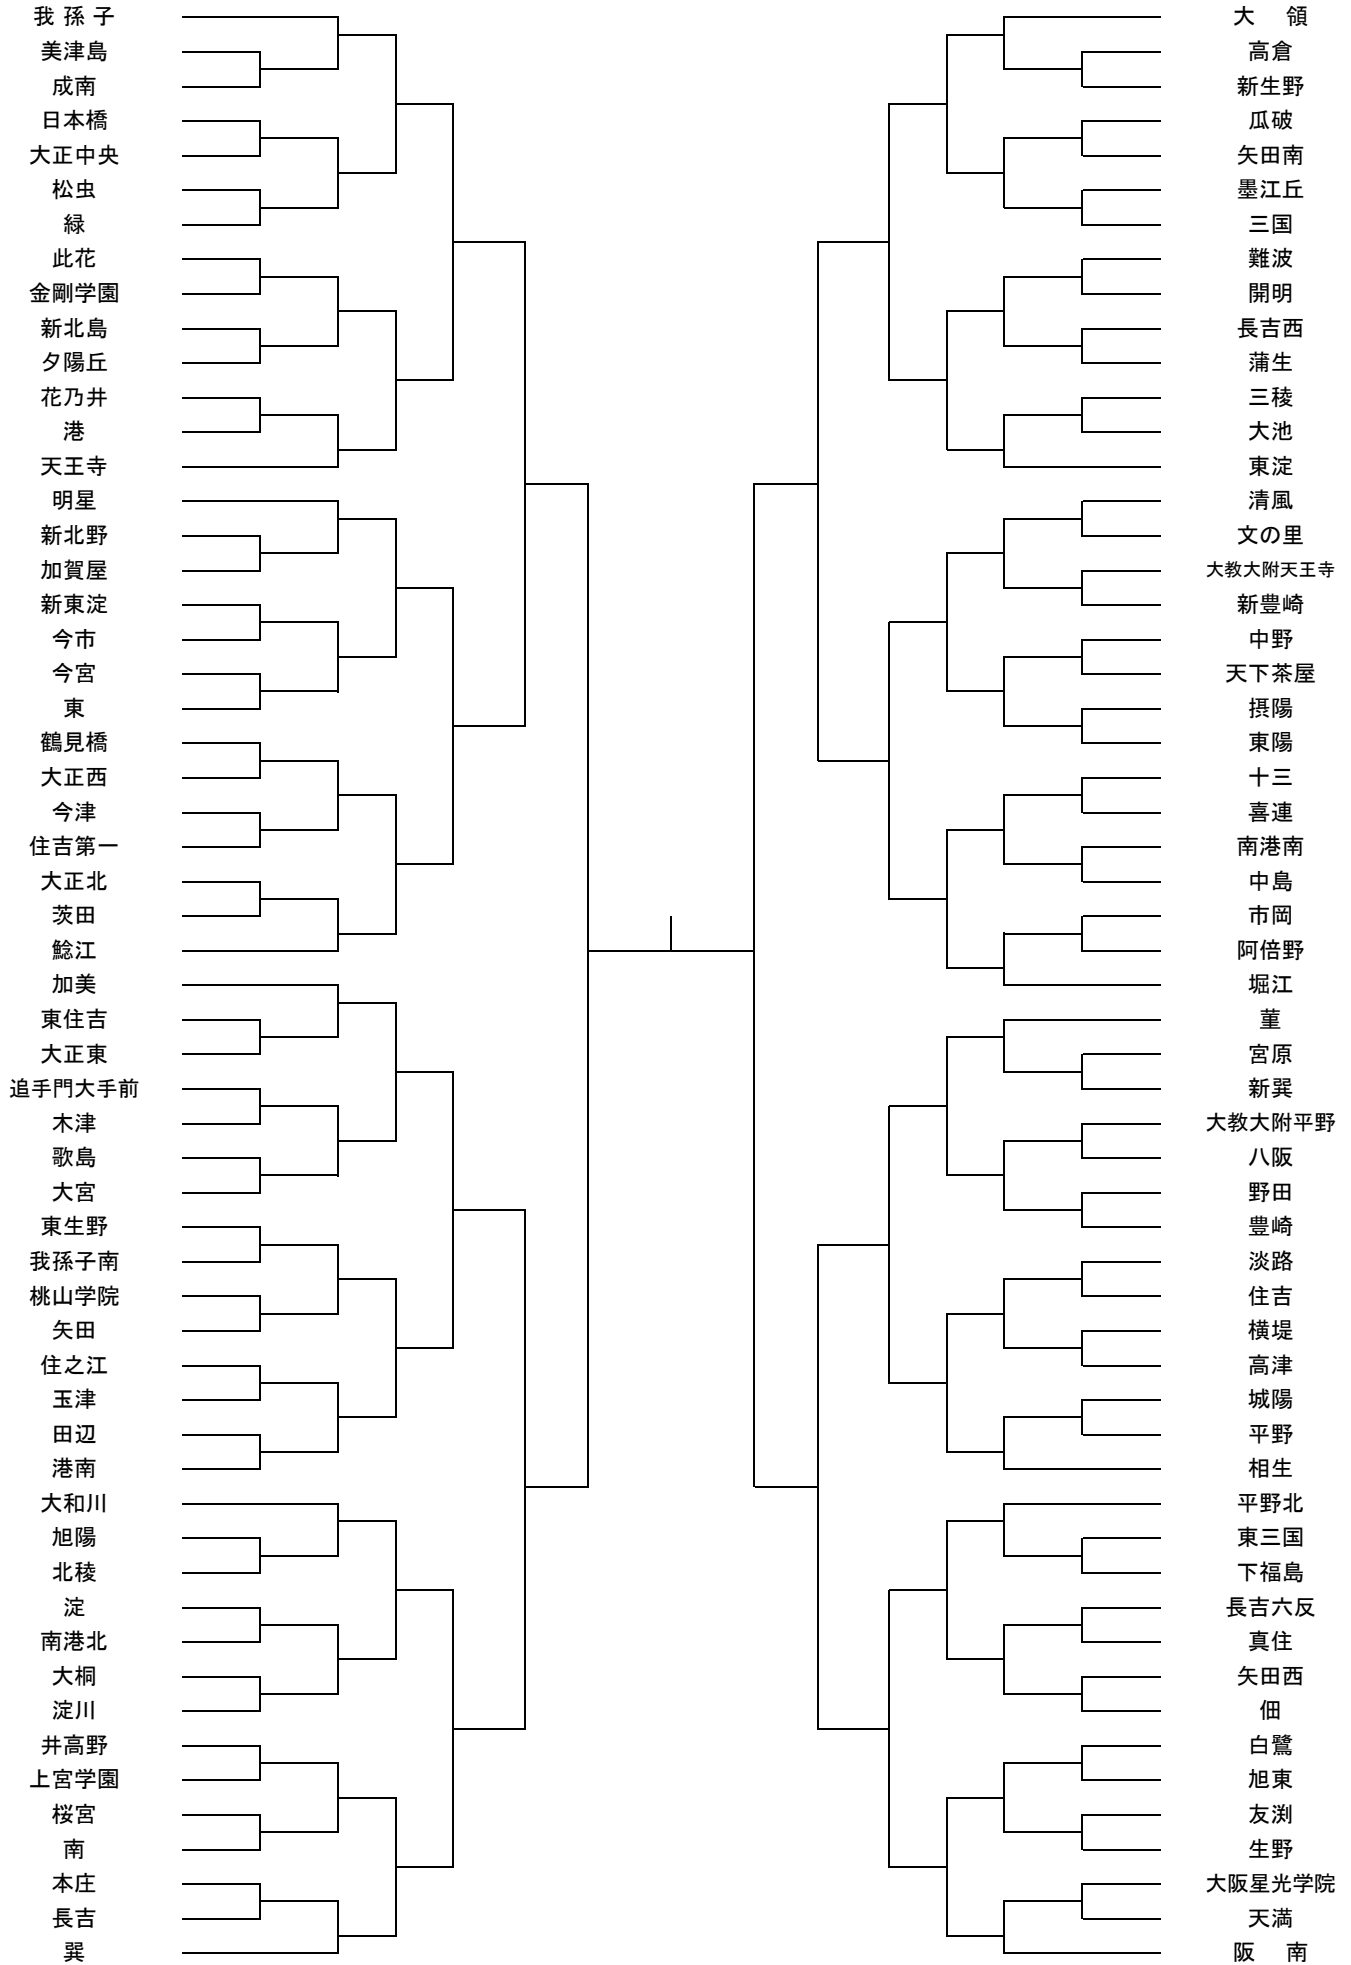 我 孫 子
美津島
成南
日本橋
大正中央
松虫
緑
此花
金剛学園
新北島
夕陽丘
花乃井
港
天王寺
明星
新北野
加賀屋
新東淀
今市
今宮
東
鶴見橋
大正西
今津
住吉第一
大正北
茨田
鯰江
加美
東住吉
大正東
追手門大手前
木津
歌島
大宮
東生野
我孫子南
桃山学院
矢田
住之江
玉津
田辺
港南
大和川
旭陽
北稜
淀
南港北
大桐
淀川
井高野
上宮学園
桜宮
南
本庄
長吉
巽
大　領
高倉
新生野
瓜破
矢田南
墨江丘
三国
難波
開明
長吉西
蒲生
三稜
大池
東淀
清風
文の里
大教大附天王寺
新豊崎
中野
天下茶屋
摂陽
東陽
十三
喜連
南港南
中島
市岡
阿倍野
堀江
菫
宮原
新巽
大教大附平野
八阪
野田
豊崎
淡路
住吉
横堤
高津
城陽
平野
相生
平野北
東三国
下福島
長吉六反
真住
矢田西
佃
白鷺
旭東
友渕
生野
大阪星光学院
天満
阪　南